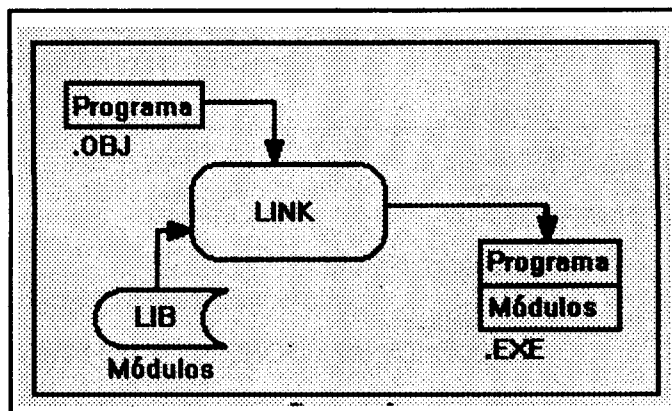 Programa
.OBJ
LINK
LIB
Módulos
Programa
Módulos
.EXE